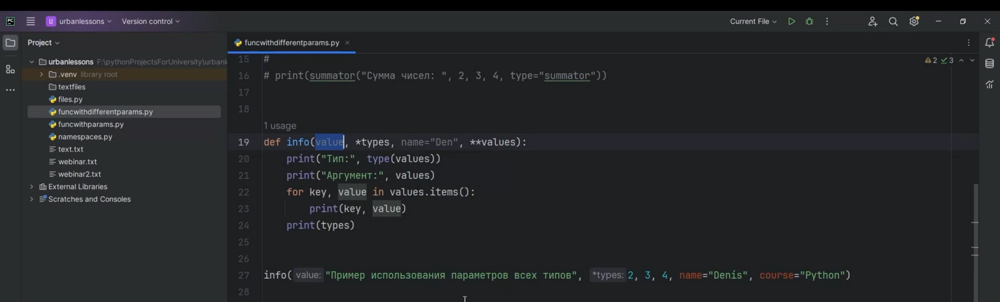 PC U urbanlessons Version control Current File
Project funcwithdifferentparams.py
urbanlessons F:\pythonProjectsForUniversity\urbanl
.venv library root
textfiles
files.py
funcwithdifferentparams.py
funcwithparams.py
namespaces.py
text.txt
webinar.txt
webinar2.txt
External Libraries
Scratches and Consoles
2 3
15 #
16 # print(summator("Сумма чисел: ", 2, 3, 4, type="summator"))
17
18
1 usage
19 def info(value, *types, name="Den", **values):
20 print("Тип:", type(values))
21 print("Аргумент:", values)
22 for key, value in values.items():
23 print(key, value)
24 print(types)
25
26
27 info( value: "Пример использования параметров всех типов", *types: 2, 3, 4, name="Denis", course="Python")
28